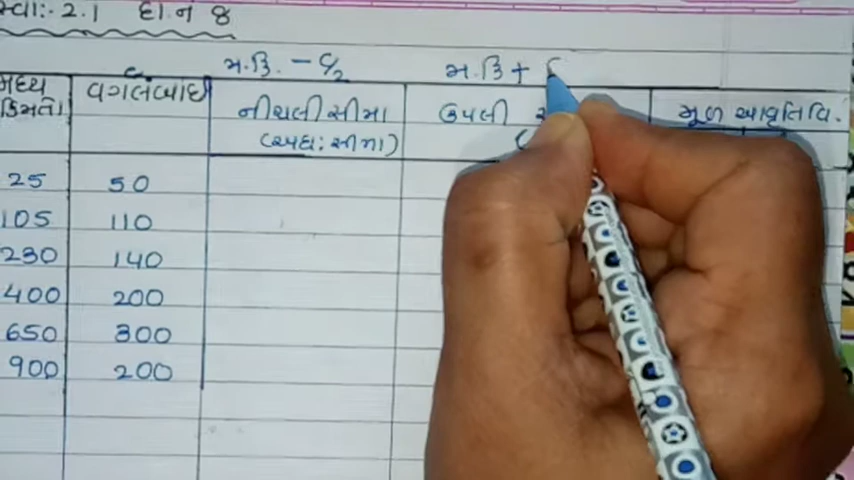 સ્વા:- 2.1 દા.ન 8
મ.કિં. - C/2 મ.કિં +
મધ્ય કિંમતો વર્ગલંબાઈ C નીચલી સીમા (અધ: સીમા) ઉપલી મૂળ આવૃતિ વિ.
25 50
105 110
230 140
400 200
650 300
900 200